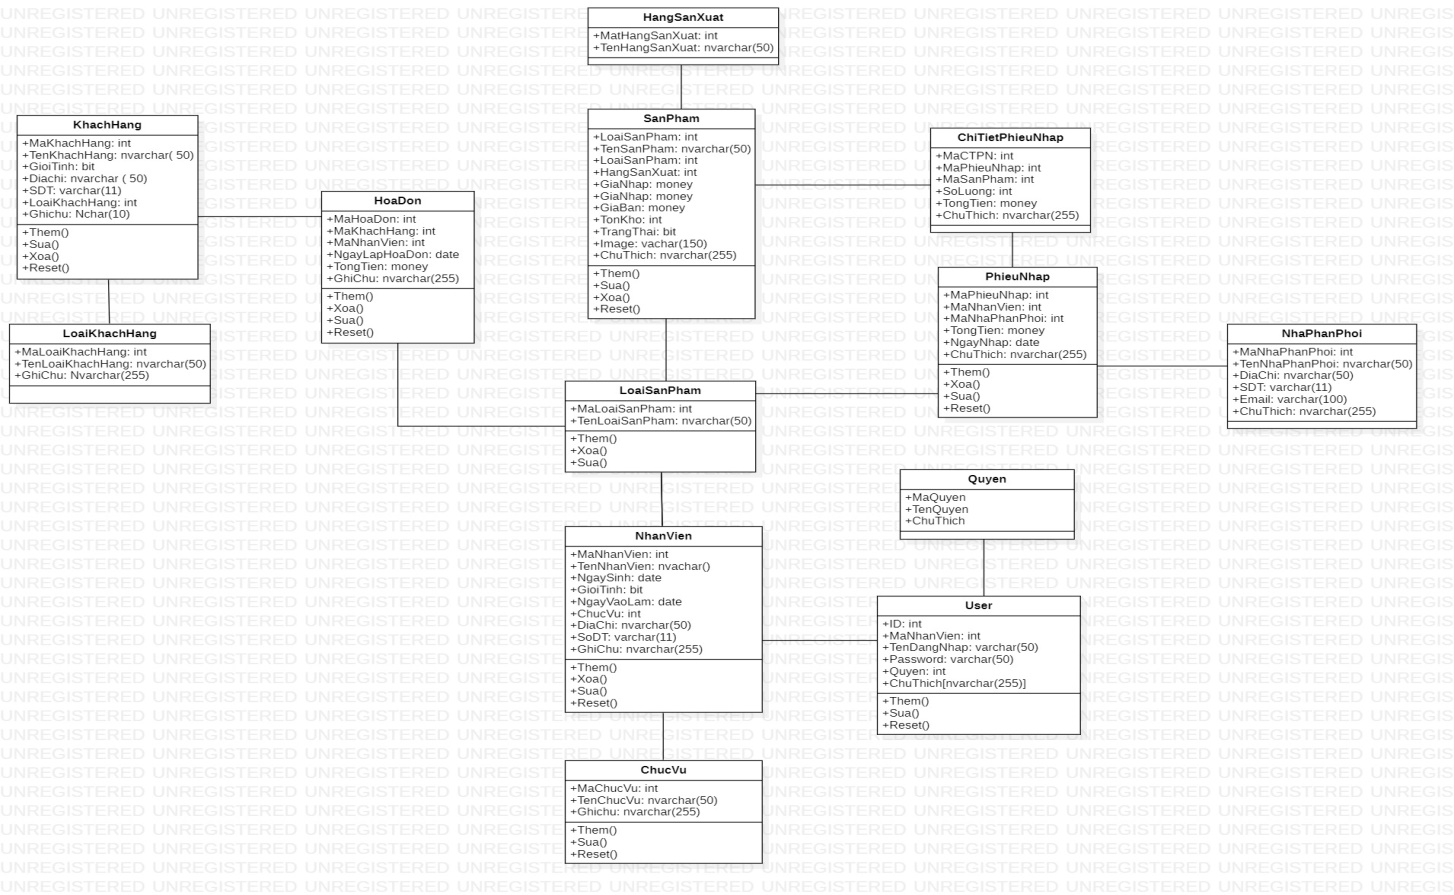 HangSanXuat
+MatHangSanXuat: int
+TenHangSanXuat: nvarchar(50)
KhachHang
+MaKhachHang: int
+TenKhachHang: nvarchar( 50)
+GioiTinh: bit
+Diachi: nvarchar ( 50)
+SDT: varchar(11)
+LoaiKhachHang: int
+Ghichu: Nchar(10)
+Them()
+Sua()
+Xoa()
+Reset()
LoaiKhachHang
+MaLoaiKhachHang: int
+TenLoaiKhachHang: nvarchar(50)
+GhiChu: Nvarchar(255)
HoaDon
+MaHoaDon: int
+MaKhachHang: int
+MaNhanVien: int
+NgayLapHoaDon: date
+TongTien: money
+GhiChu: nvarchar(255)
+Them()
+Xoa()
+Sua()
+Reset()
SanPham
+LoaiSanPham: int
+TenSanPham: nvarchar(50)
+LoaiSanPham: int
+HangSanXuat: int
+GiaNhap: money
+GiaNhap: money
+GiaBan: money
+TonKho: int
+TrangThai: bit
+Image: vachar(150)
+ChuThich: nvarchar(255)
+Them()
+Sua()
+Xoa()
+Reset()
ChiTietPhieuNhap
+MaCTPN: int
+MaPhieuNhap: int
+MaSanPham: int
+SoLuong: int
+TongTien: money
+ChuThich: nvarchar(255)
PhieuNhap
+MaPhieuNhap: int
+MaNhanVien: int
+MaNhaPhanPhoi: int
+TongTien: money
+NgayNhap: date
+ChuThich: nvarchar(255)
+Them()
+Xoa()
+Sua()
+Reset()
NhaPhanPhoi
+MaNhaPhanPhoi: int
+TenNhaPhanPhoi: nvarchar(50)
+DiaChi: nvarchar(50)
+SDT: varchar(11)
+Email: varchar(100)
+ChuThich: nvarchar(255)
LoaiSanPham
+MaLoaiSanPham: int
+TenLoaiSanPham: nvarchar(50)
+Them()
+Xoa()
+Sua()
Quyen
+MaQuyen
+TenQuyen
+ChuThich
NhanVien
+MaNhanVien: int
+TenNhanVien: nvachar()
+NgaySinh: date
+GioiTinh: bit
+NgayVaoLam: date
+ChucVu: int
+DiaChi: nvarchar(50)
+SoDT: varchar(11)
+GhiChu: nvarchar(255)
+Them()
+Xoa()
+Sua()
+Reset()
User
+ID: int
+MaNhanVien: int
+TenDangNhap: varchar(50)
+Password: varchar(50)
+Quyen: int
+ChuThich[nvarchar(255)]
+Them()
+Sua()
+Reset()
ChucVu
+MaChucVu: int
+TenChucVu: nvarchar(50)
+Ghichu: nvarchar(255)
+Them()
+Sua()
+Reset()
UNREGISTERED